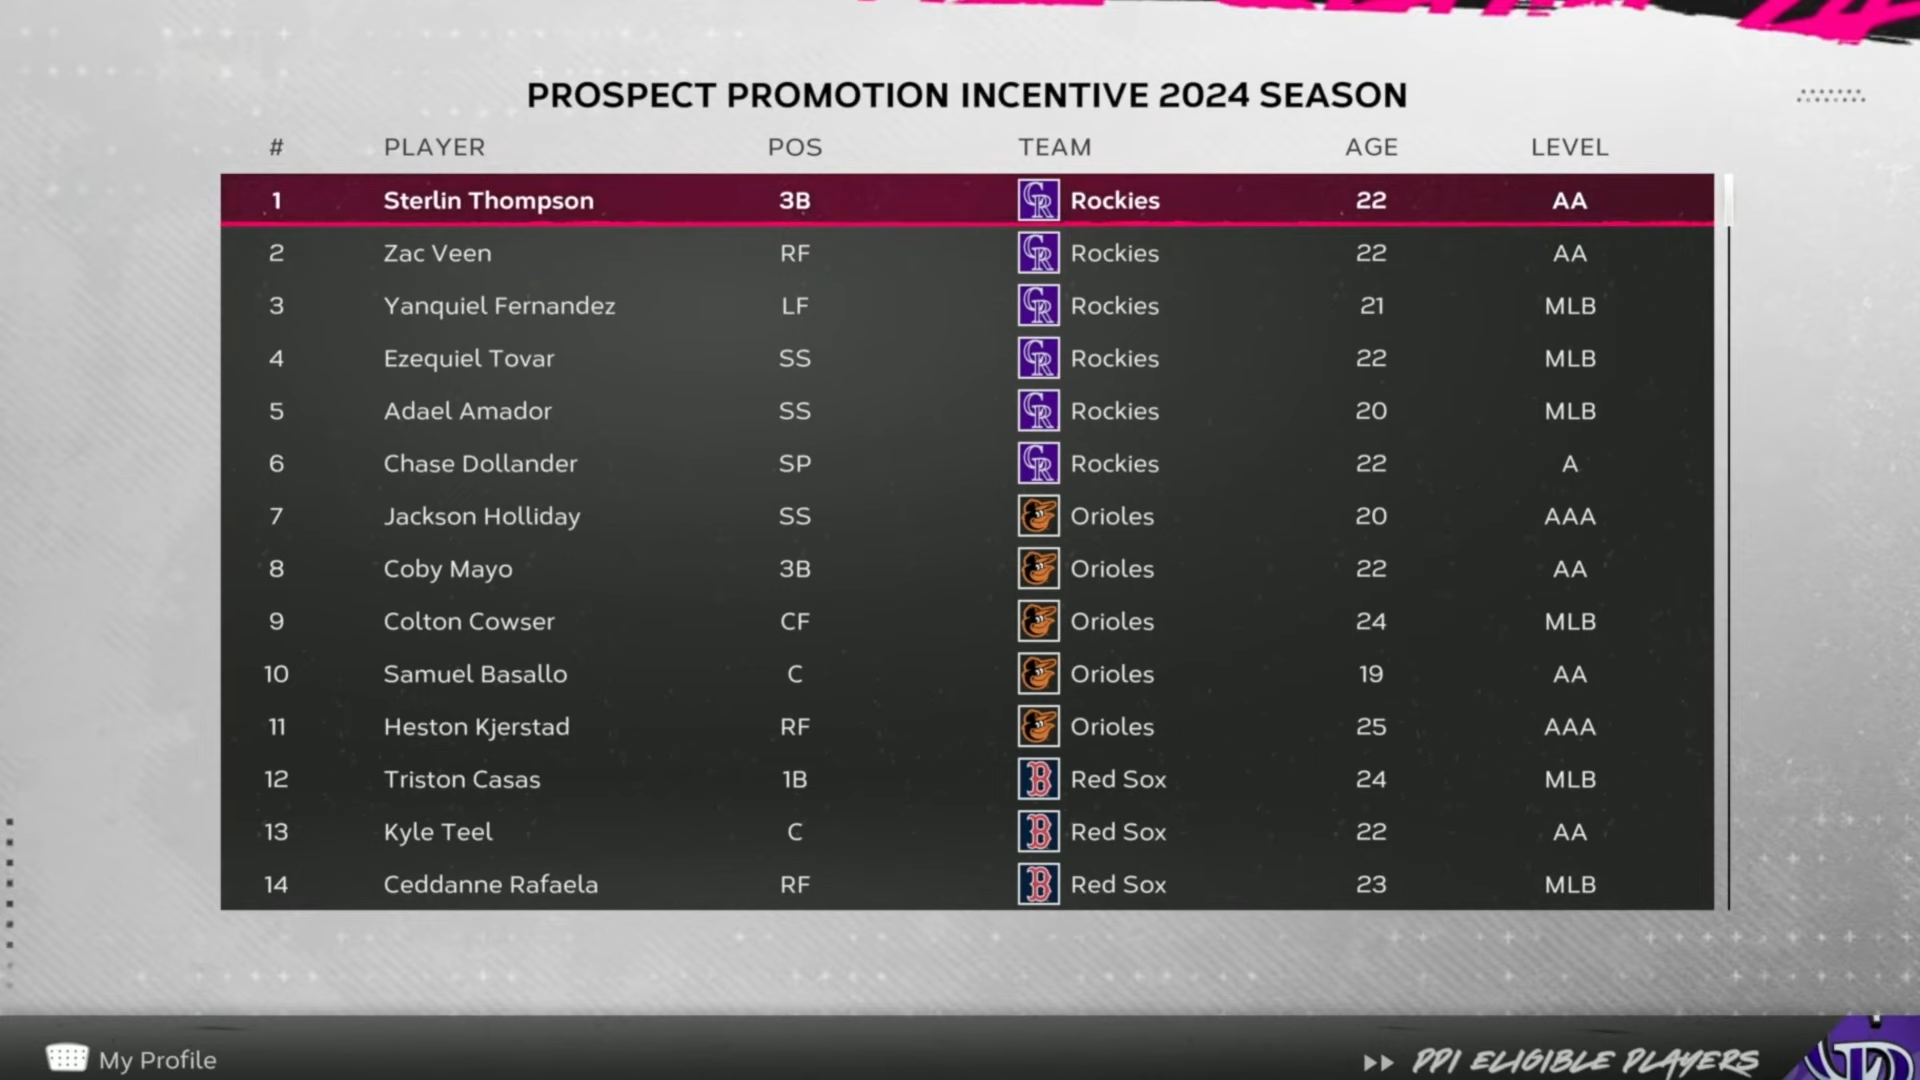 PROSPECT PROMOTION INCENTIVE 2024 SEASON
# PLAYER POS TEAM AGE LEVEL
1 Sterlin Thompson 3B Rockies 22 AA
2 Zac Veen RF Rockies 22 AA
3 Yanquiel Fernandez LF Rockies 21 MLB
4 Ezequiel Tovar SS Rockies 22 MLB
5 Adael Amador SS Rockies 20 MLB
6 Chase Dollander SP Rockies 22 A
7 Jackson Holliday SS Orioles 20 AAA
8 Coby Mayo 3B Orioles 22 AA
9 Colton Cowser CF Orioles 24 MLB
10 Samuel Basallo C Orioles 19 AA
11 Heston Kjerstad RF Orioles 25 AAA
12 Triston Casas 1B Red Sox 24 MLB
13 Kyle Teel C Red Sox 22 AA
14 Ceddanne Rafaela RF Red Sox 23 MLB
My Profile PPI ELIGIBLE PLAYERS